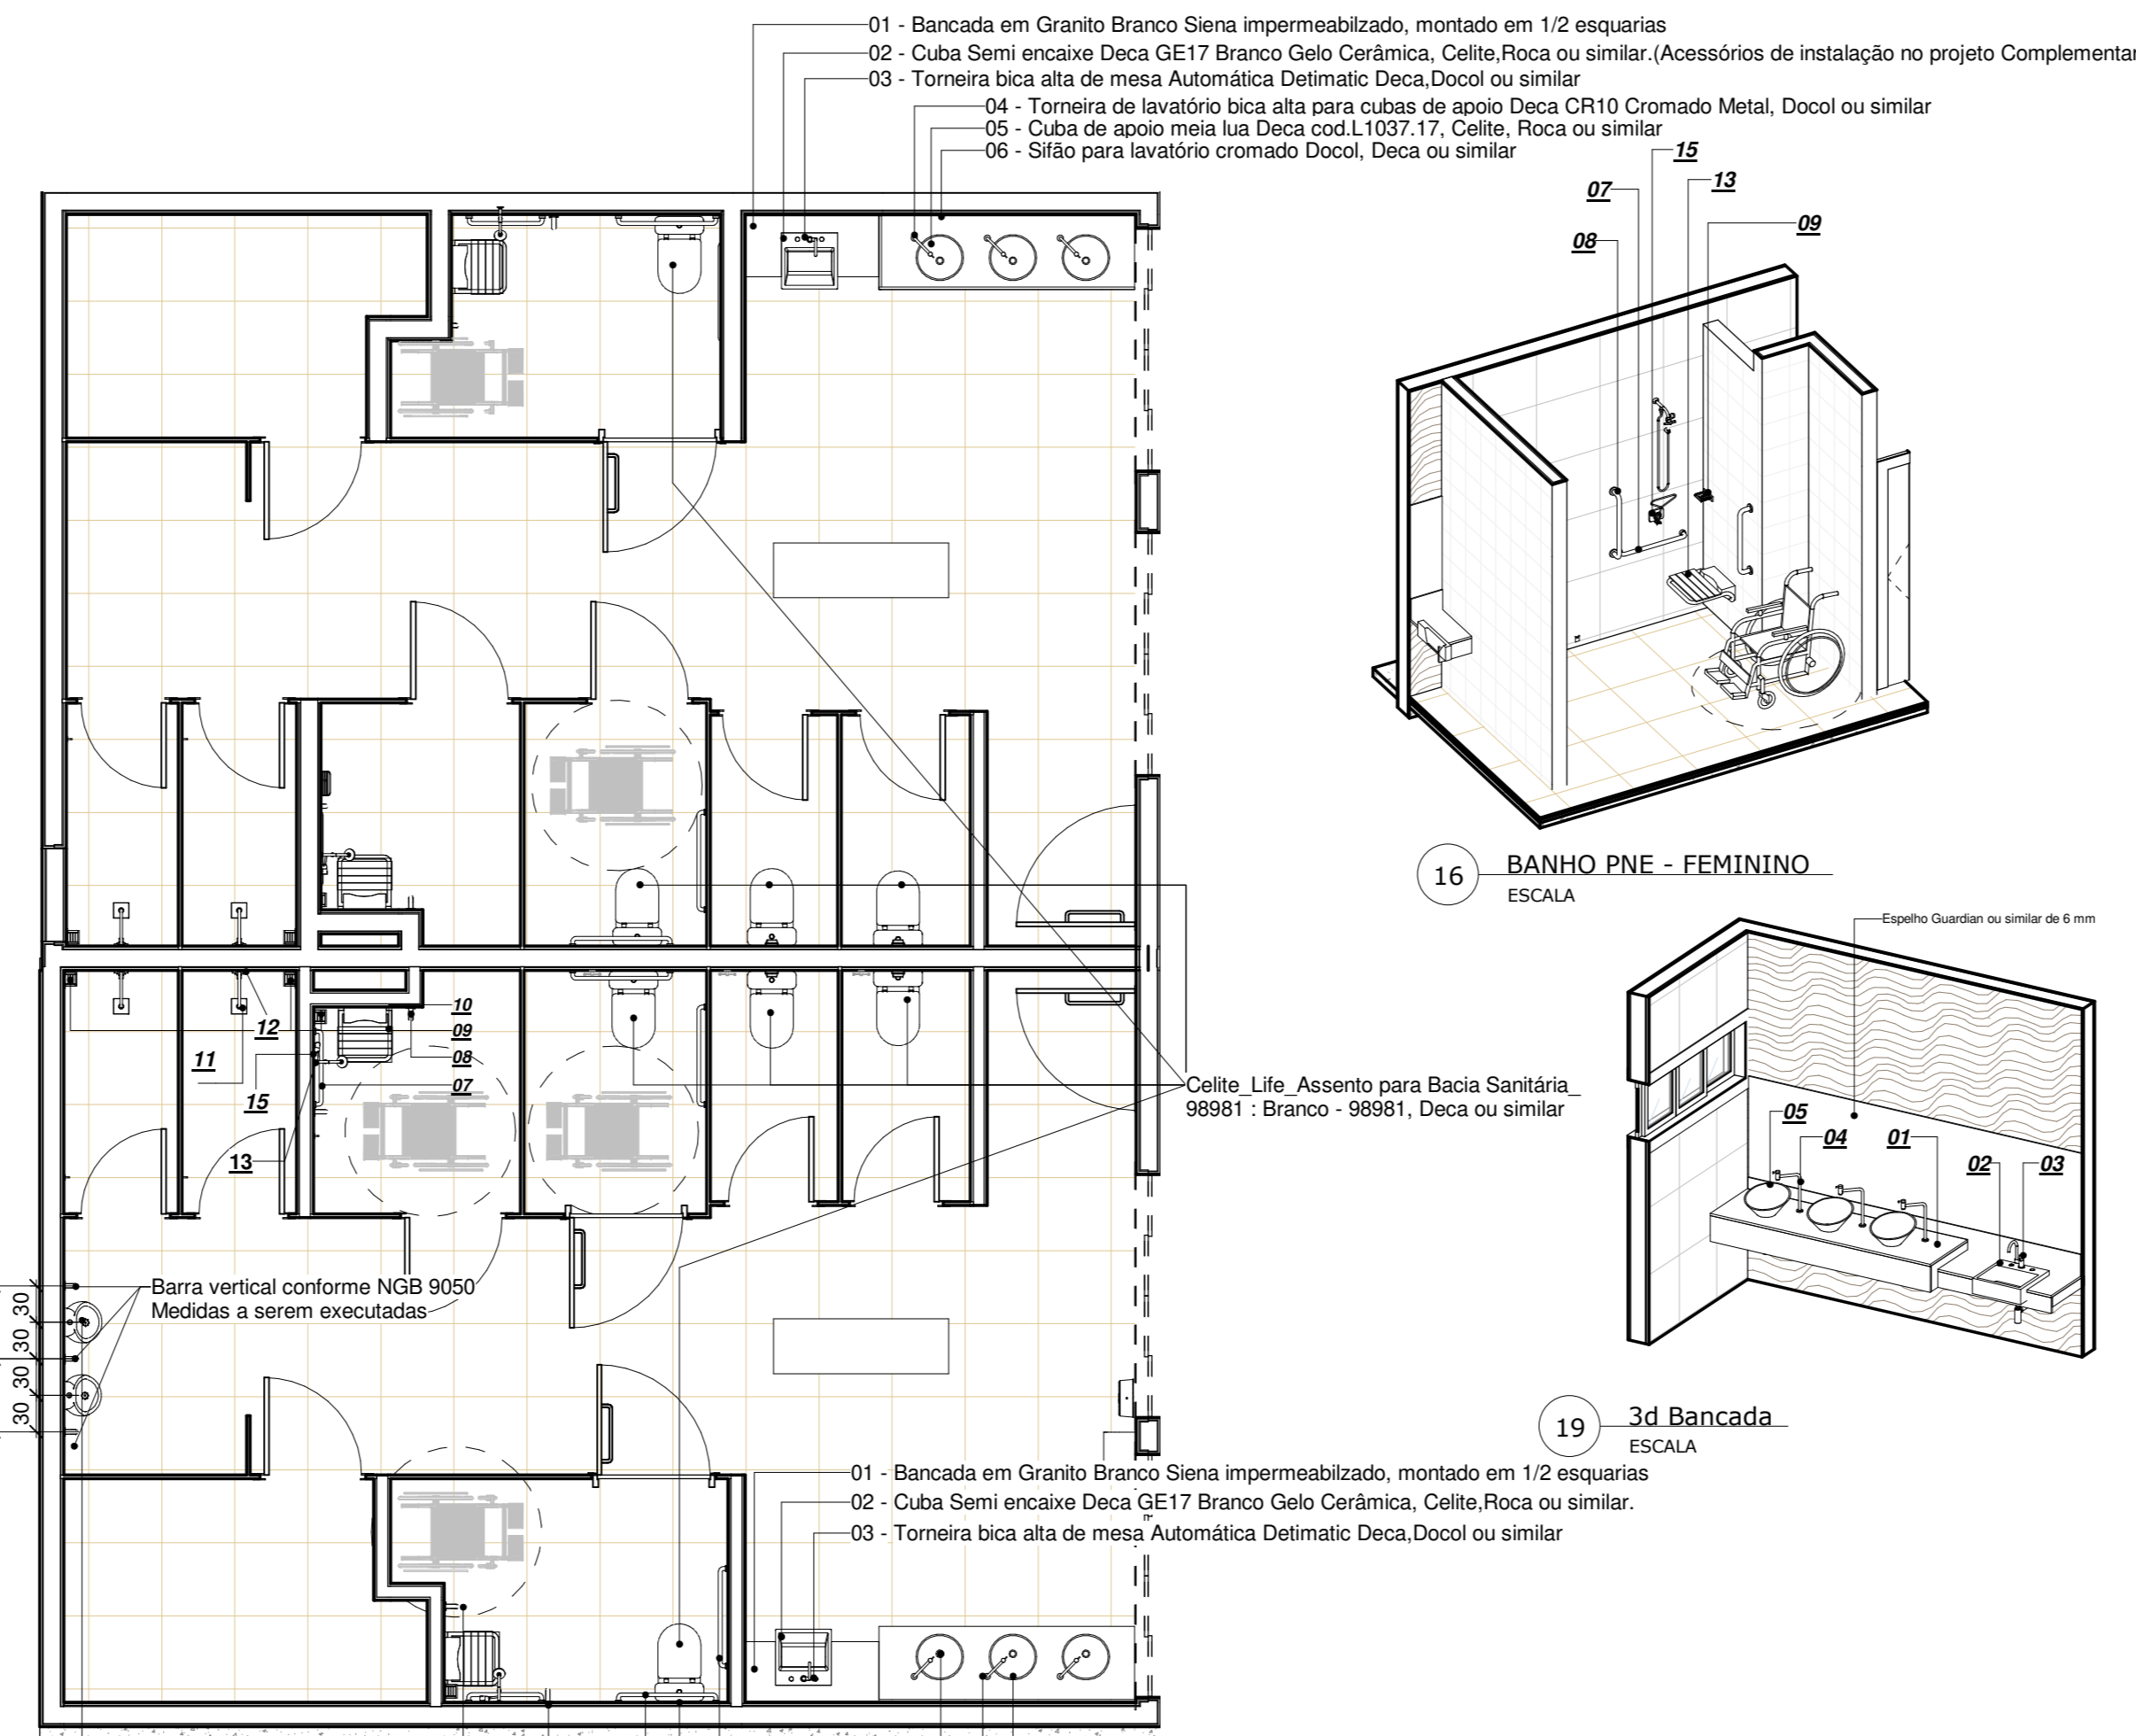 01 - Bancada em Granito Branco Siena impermeabilzado, montado em 1/2 esquarias
02 - Cuba Semi encaixe Deca GE17 Branco Gelo Cerâmica, Celite,Roca ou similar.(Acessórios de instalação no projeto Complementar
03 - Torneira bica alta de mesa Automática Detimatic Deca,Docol ou similar
04 - Torneira de lavatório bica alta para cubas de apoio Deca CR10 Cromado Metal, Docol ou similar
05 - Cuba de apoio meia lua Deca cod.L1037.17, Celite, Roca ou similar
06 - Sifão para lavatório cromado Docol, Deca ou similar
15
07
13
08
09
16
BANHO PNE - FEMININO
ESCALA
Espelho Guardian ou similar de 6 mm
10
12
09
11
08
15
07
13
Celite_Life_Assento para Bacia Sanitária_
98981 : Branco - 98981, Deca ou similar
05
04
01
02
03
Barra vertical conforme NGB 9050
Medidas a serem executadas
30
30
30
30
19
3d Bancada
ESCALA
01 - Bancada em Granito Branco Siena impermeabilzado, montado em 1/2 esquarias
02 - Cuba Semi encaixe Deca GE17 Branco Gelo Cerâmica, Celite,Roca ou similar.
03 - Torneira bica alta de mesa Automática Detimatic Deca,Docol ou similar